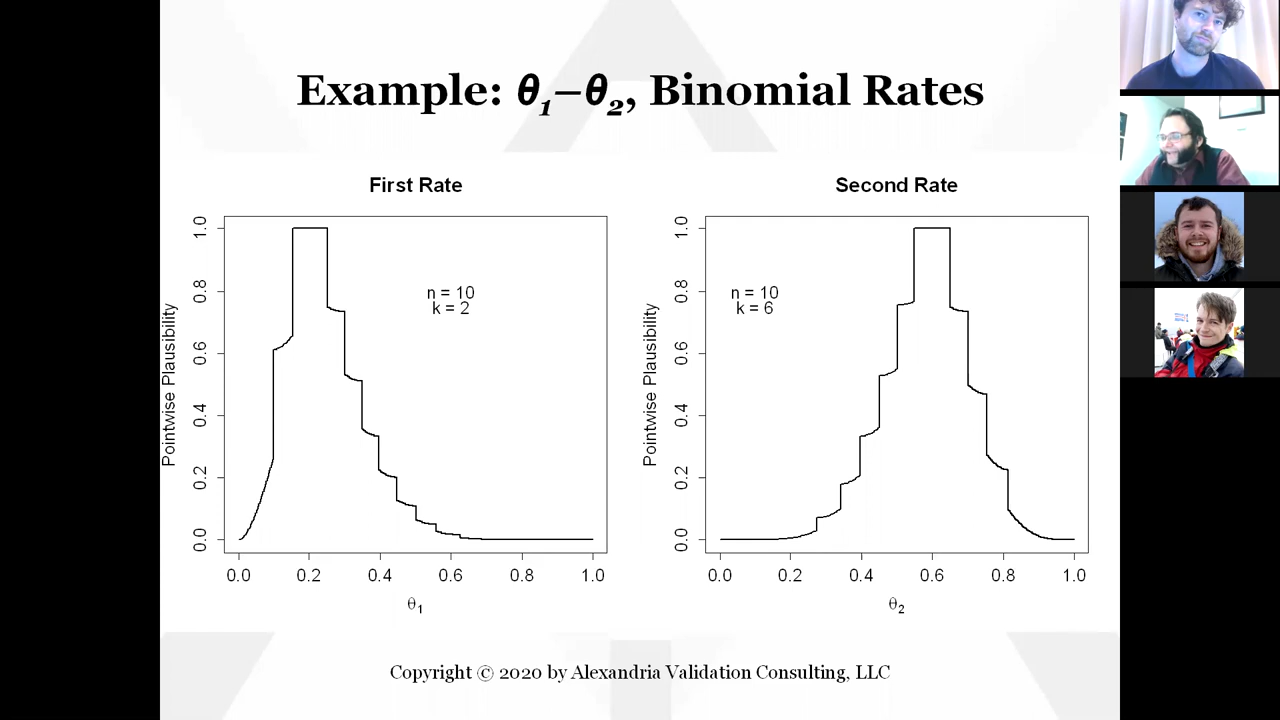 Example: θ1−θ2, Binomial Rates
First Rate
Pointwise Plausibility
1.0
0.8
0.6
0.4
0.2
0.0
n = 10
k = 2
0.0 0.2 0.4 0.6 0.8 1.0
θ1
Second Rate
Pointwise Plausibility
1.0
0.8
0.6
0.4
0.2
0.0
n = 10
k = 6
0.0 0.2 0.4 0.6 0.8 1.0
θ2
Copyright © 2020 by Alexandria Validation Consulting, LLC